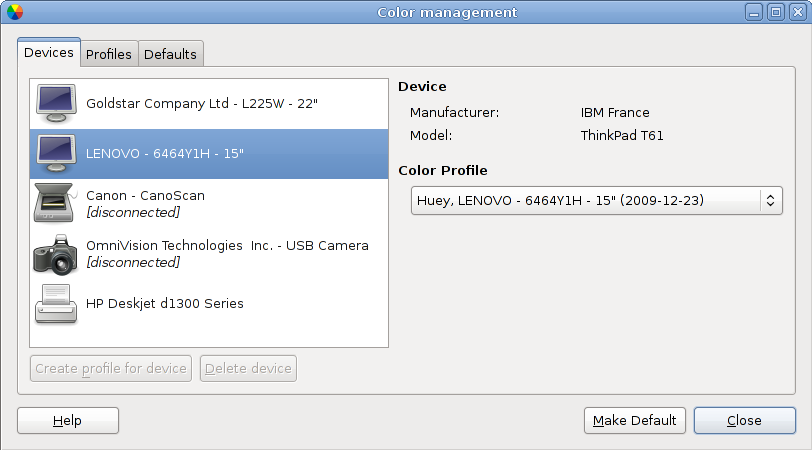 Color management
Devices
Profiles
Defaults
Goldstar Company Ltd - L225W - 22"
LENOVO - 6464Y1H - 15"
Canon - CanoScan
[disconnected]
OmniVision Technologies  Inc. - USB Camera
[disconnected]
HP Deskjet d1300 Series
Create profile for device
Delete device
Device
Manufacturer: IBM France
Model: ThinkPad T61
Color Profile
Huey, LENOVO - 6464Y1H - 15" (2009-12-23)
Help
Make Default
Close